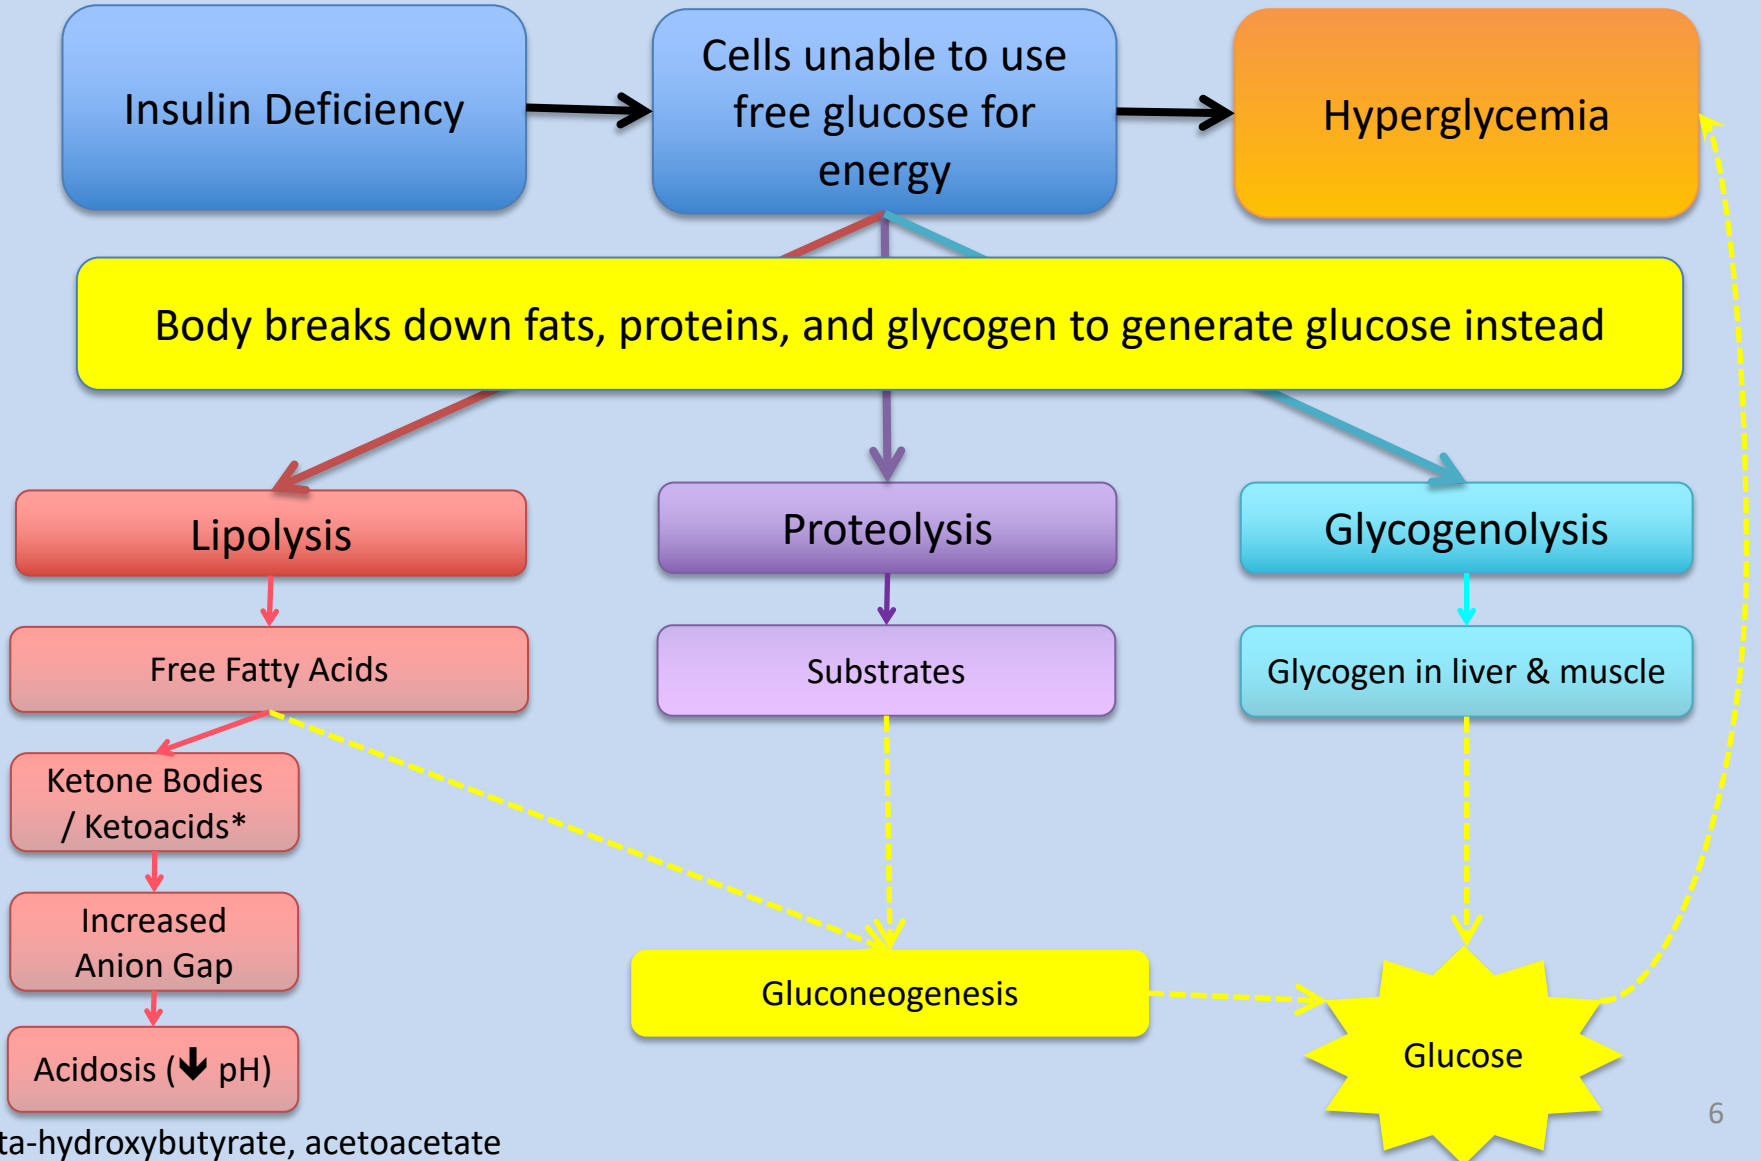 Insulin Deficiency
Cells unable to use
free glucose for
energy
Hyperglycemia
Body breaks down fats, proteins, and glycogen to generate glucose instead
Lipolysis
Proteolysis
Glycogenolysis
Free Fatty Acids
Substrates
Glycogen in liver & muscle
Ketone Bodies
/ Ketoacids*
Increased
Anion Gap
Gluconeogenesis
Glucose
Acidosis (🡻 pH)
ta-hydroxybutyrate, acetoacetate
6